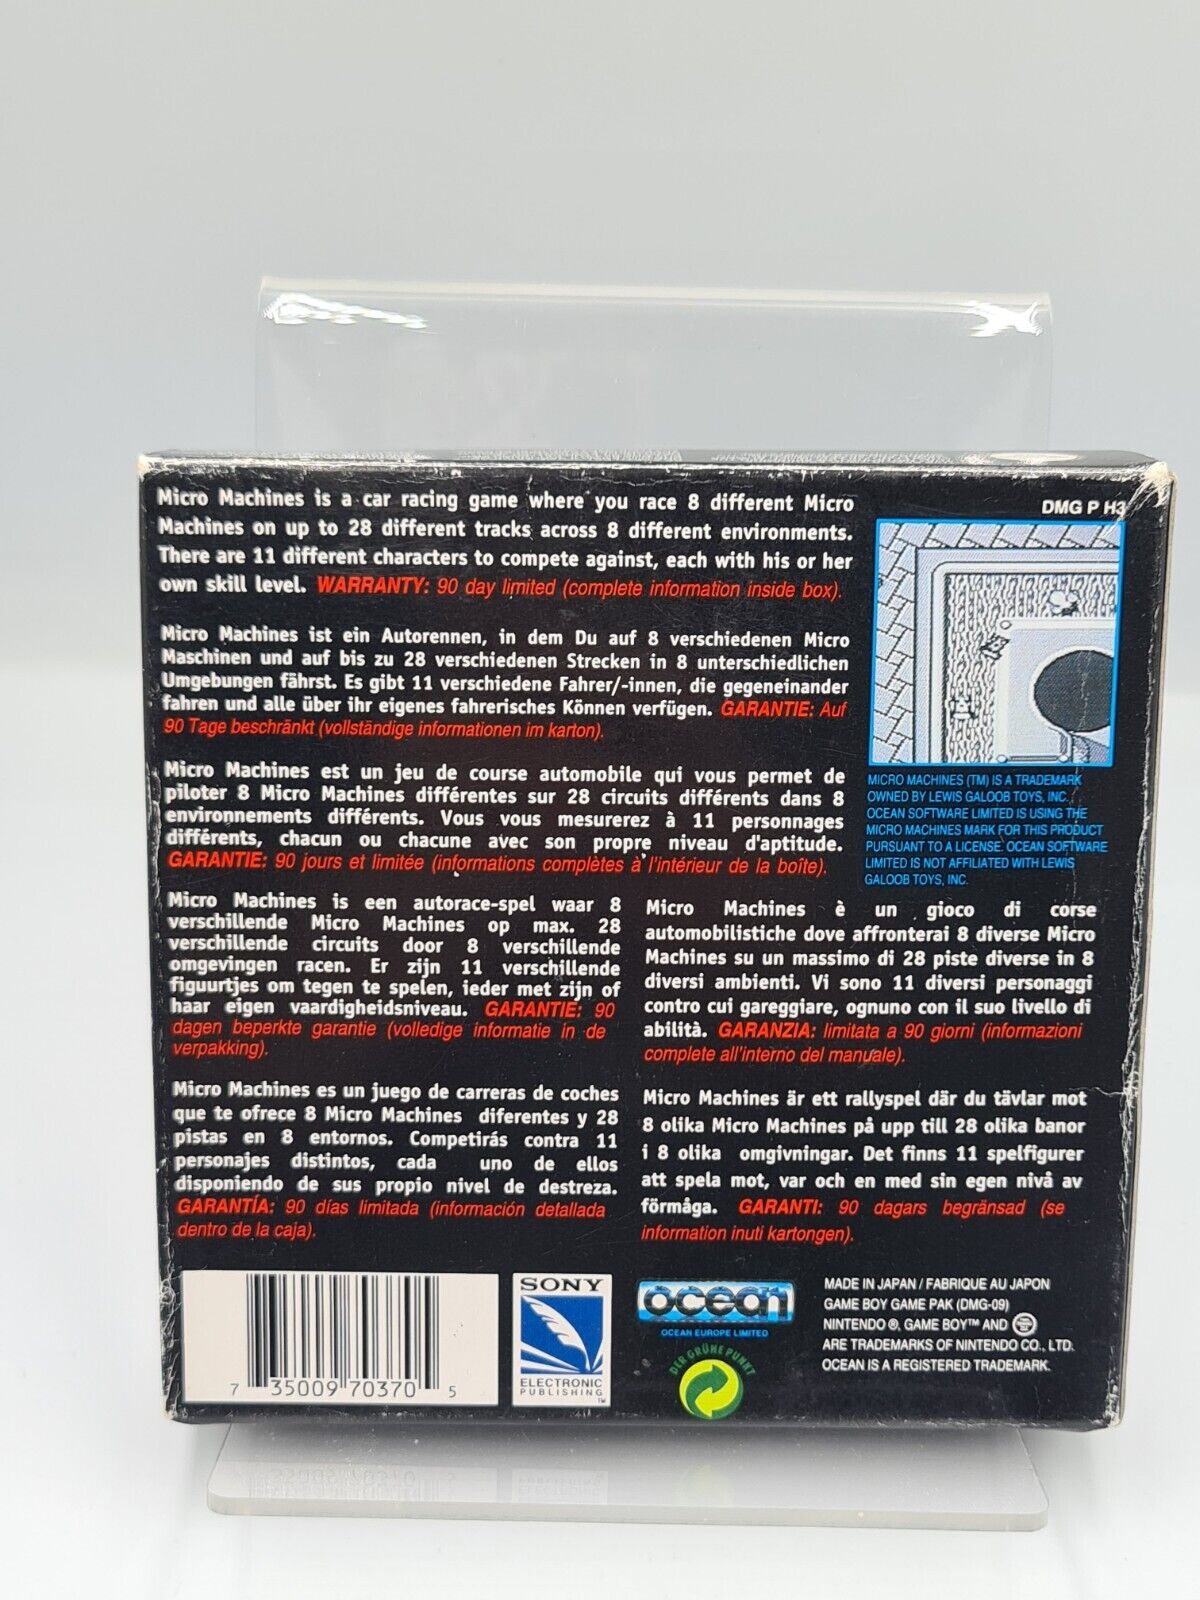 Micro Machines is a car racing game where you race 8 different Micro
Machines on up to 28 different tracks across 8 different environments.
There are 11 different characters to compete against, each with his or her
own skill level. WARRANTY: 90 day limited (complete information inside box).
DMG P H3
Micro Machines ist ein Autorennen, in dem Du auf 8 verschiedenen Micro
Maschinen und auf bis zu 28 verschiedenen Strecken in 8 unterschiedlichen
Umgebungen fährst. Es gibt 11 verschiedene Fahrer/-innen, die gegeneinander
fahren und alle über ihr eigenes fahrerisches Können verfügen. GARANTIE: Auf
90 Tage beschränkt (vollständige informationen im karton).
Micro Machines est un jeu de course automobile qui vous permet de
piloter 8 Micro Machines différentes sur 28 circuits différents dans 8
environnements différents. Vous vous mesurerez à 11 personnages
différents, chacun ou chacune avec son propre niveau d'aptitude.
GARANTIE: 90 jours et limitée (informations complètes à l'intérieur de la boîte).
MICRO MACHINES (TM) IS A TRADEMARK
OWNED BY LEWIS GALOOB TOYS, INC.
OCEAN SOFTWARE LIMITED IS USING THE
MICRO MACHINES MARK FOR THIS PRODUCT
PURSUANT TO A LICENSE. OCEAN SOFTWARE
LIMITED IS NOT AFFILIATED WITH LEWIS
GALOOB TOYS, INC.
Micro Machines is een autorace-spel waar 8
verschillende Micro Machines op max. 28
verschillende circuits door 8 verschillende
omgevingen racen. Er zijn 11 verschillende
figuurtjes om tegen te spelen, ieder met zijn of
haar eigen vaardigheidsniveau. GARANTIE: 90
dagen beperkte garantie (volledige informatie in de
verpakking).
Micro Machines è un gioco di corse
automobilistiche dove affronterai 8 diverse Micro
Machines su un massimo di 28 piste diverse in 8
diversi ambienti. Vi sono 11 diversi personaggi
contro cui gareggiare, ognuno con il suo livello di
abilità. GARANZIA: limitata a 90 giorni (informazioni
complete all'interno del manuale).
Micro Machines es un juego de carreras de coches
que te ofrece 8 Micro Machines diferentes y 28
pistas en 8 entornos. Competirás contra 11
personajes distintos, cada uno de ellos
disponiendo de sus propio nivel de destreza.
GARANTÍA: 90 días limitada (información detallada
dentro de la caja).
Micro Machines är ett rallyspel där du tävlar mot
8 olika Micro Machines på upp till 28 olika banor
i 8 olika omgivningar. Det finns 11 spelfigurer
att spela mot, var och en med sin egen nivå av
förmåga. GARANTI: 90 dagars begränsad (se
information inuti kartongen).
7 35009 70370 5
SONY
ELECTRONIC
PUBLISHING
TM
ocean
OCEAN EUROPE LIMITED
DER GRÜNE PUNKT
MADE IN JAPAN / FABRIQUE AU JAPON
GAME BOY GAME PAK (DMG-09)
NINTENDO ®, GAME BOY™ AND
ARE TRADEMARKS OF NINTENDO CO., LTD.
OCEAN IS A REGISTERED TRADEMARK.